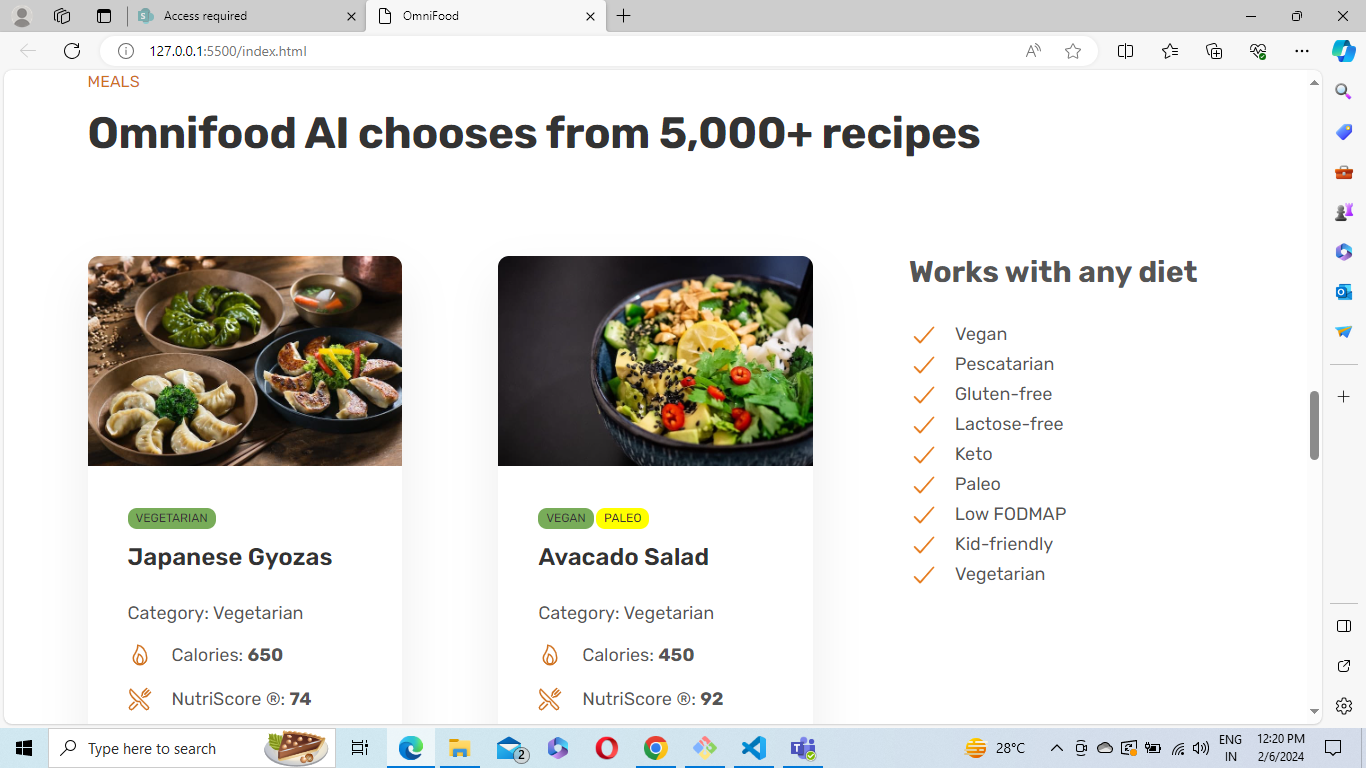 Access required
OmniFood
127.0.0.1:5500/index.html
MEALS
Omnifood AI chooses from 5,000+ recipes
VEGETARIAN
Japanese Gyozas
Category: Vegetarian
Calories: 650
NutriScore ®: 74
VEGAN PALEO
Avacado Salad
Category: Vegetarian
Calories: 450
NutriScore ®: 92
Works with any diet
Vegan
Pescatarian
Gluten-free
Lactose-free
Keto
Paleo
Low FODMAP
Kid-friendly
Vegetarian
Type here to search
2
28°C
ENG
IN
12:20 PM
2/6/2024